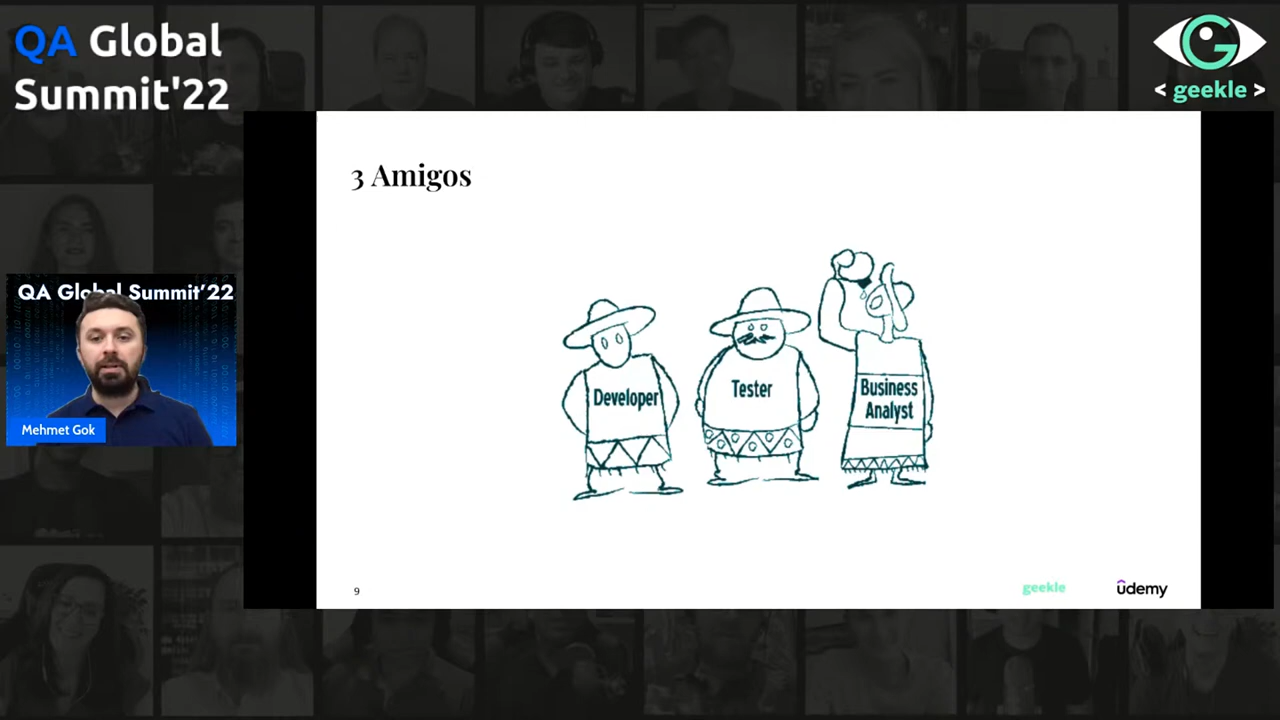 QA Global
Summit'22
< geekle >
3 Amigos
QA Global Summit'22
Mehmet Gok
Developer
Tester
Business
Analyst
9
geekle
ûdemy